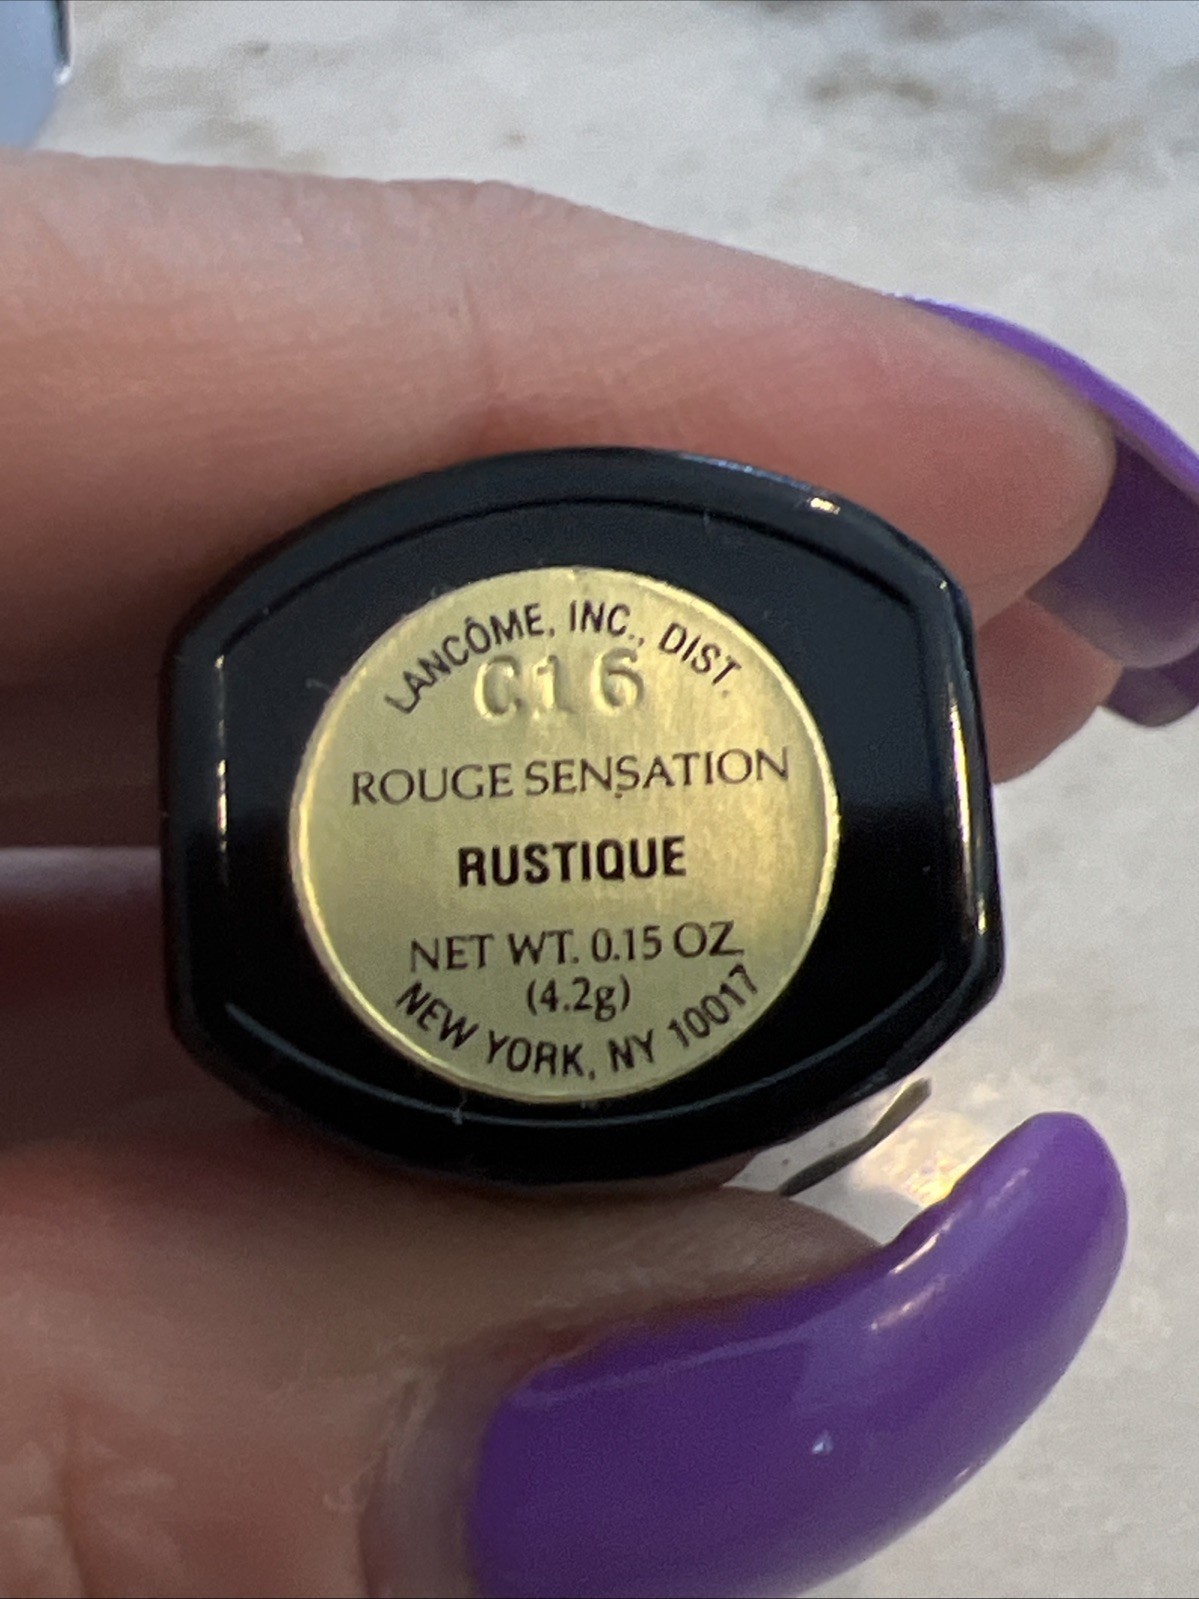 LANCÔME, INC., DIST.
C16
ROUGE SENSATION
RUSTIQUE
NET WT. 0.15 OZ
(4.2g)
NEW YORK, NY 10017